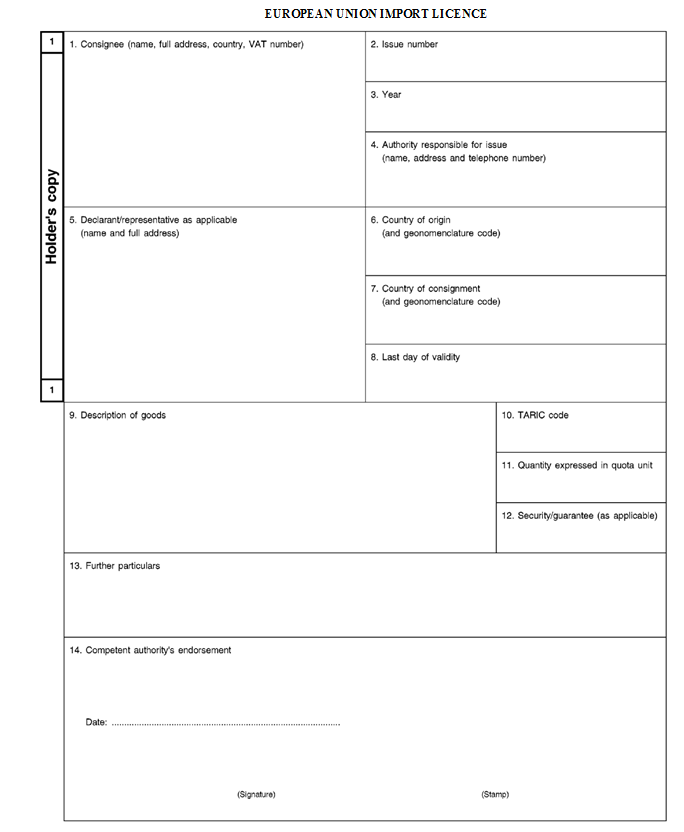 EUROPEAN UNION IMPORT LICENCE
1
Holder's copy
1
1. Consignee (name, full address, country, VAT number)
2. Issue number
3. Year
4. Authority responsible for issue
(name, address and telephone number)
5. Declarant/representative as applicable
(name and full address)
6. Country of origin
(and geonomenclature code)
7. Country of consignment
(and geonomenclature code)
8. Last day of validity
9. Description of goods
10. TARIC code
11. Quantity expressed in quota unit
12. Security/guarantee (as applicable)
13. Further particulars
14. Competent authority's endorsement
Date: ....................................................................................
(Signature) (Stamp)